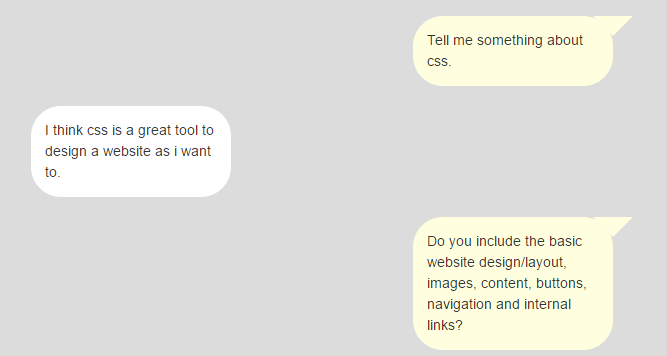 Tell me something about
css.
I think css is a great tool to
design a website as i want
to.
Do you include the basic
website design/layout,
images, content, buttons,
navigation and internal
links?